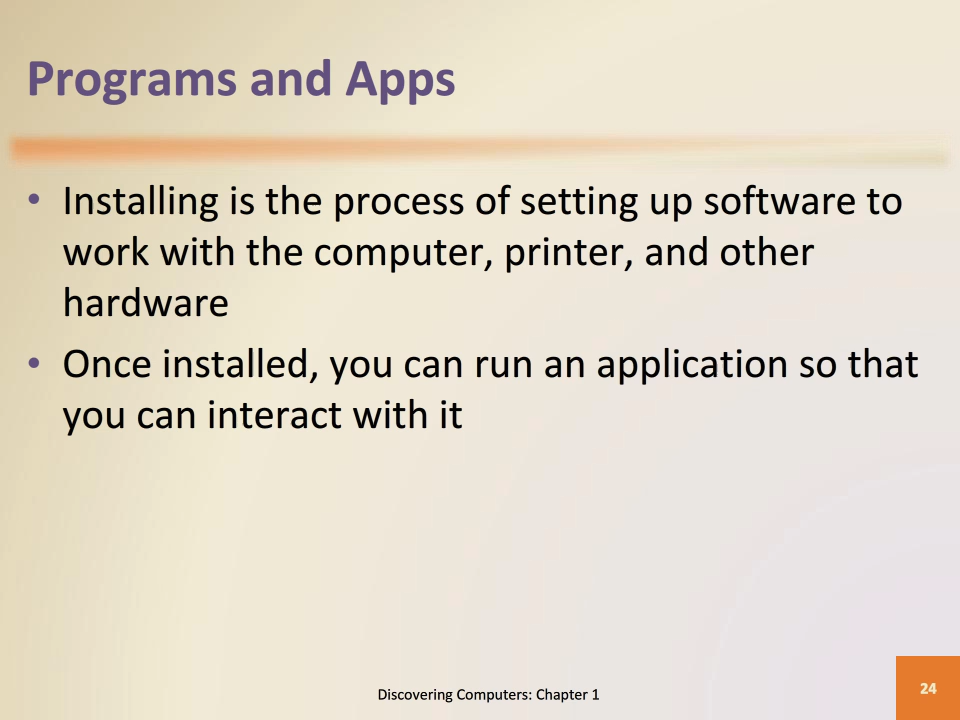 Programs and Apps
• Installing is the process of setting up software to
work with the computer, printer, and other
hardware
• Once installed, you can run an application so that
you can interact with it
Discovering Computers: Chapter 1
24